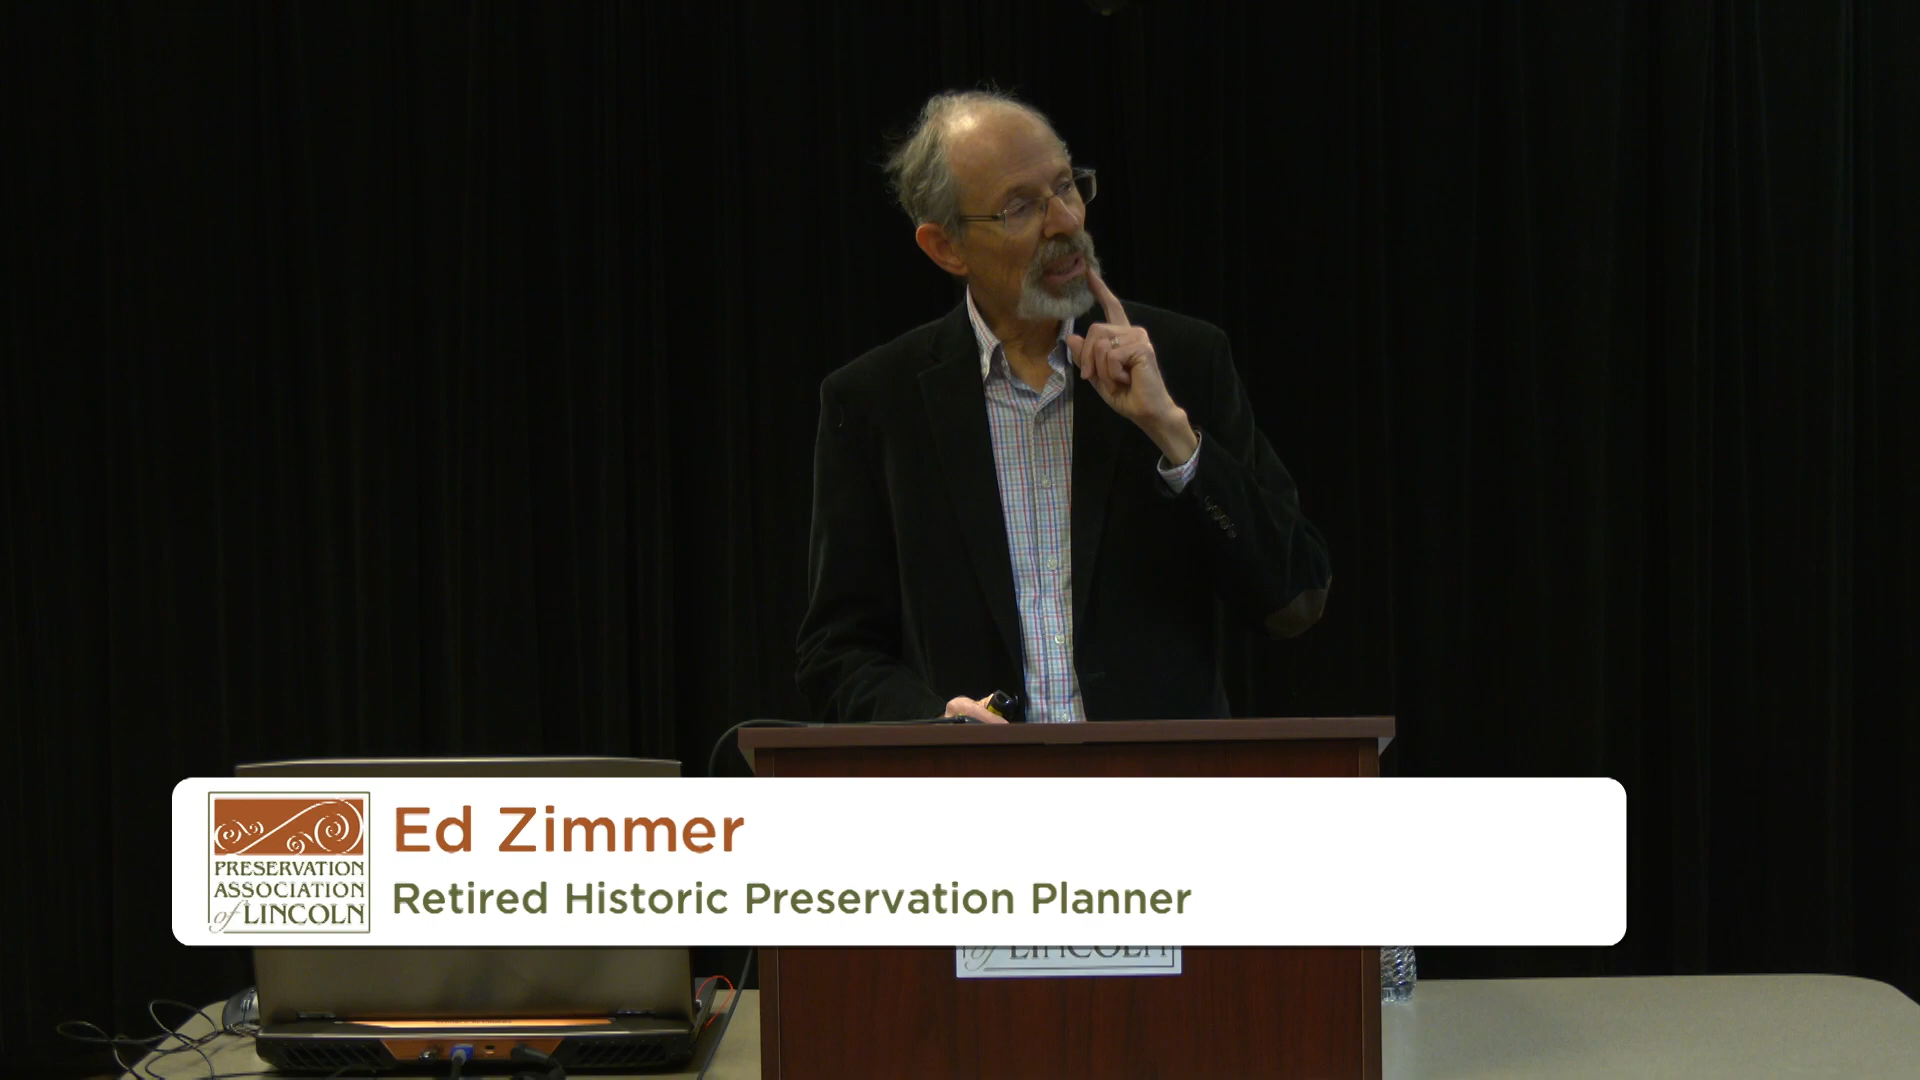 Ed Zimmer
Retired Historic Preservation Planner
PRESERVATION
ASSOCIATION
of LINCOLN
of LINCOLN